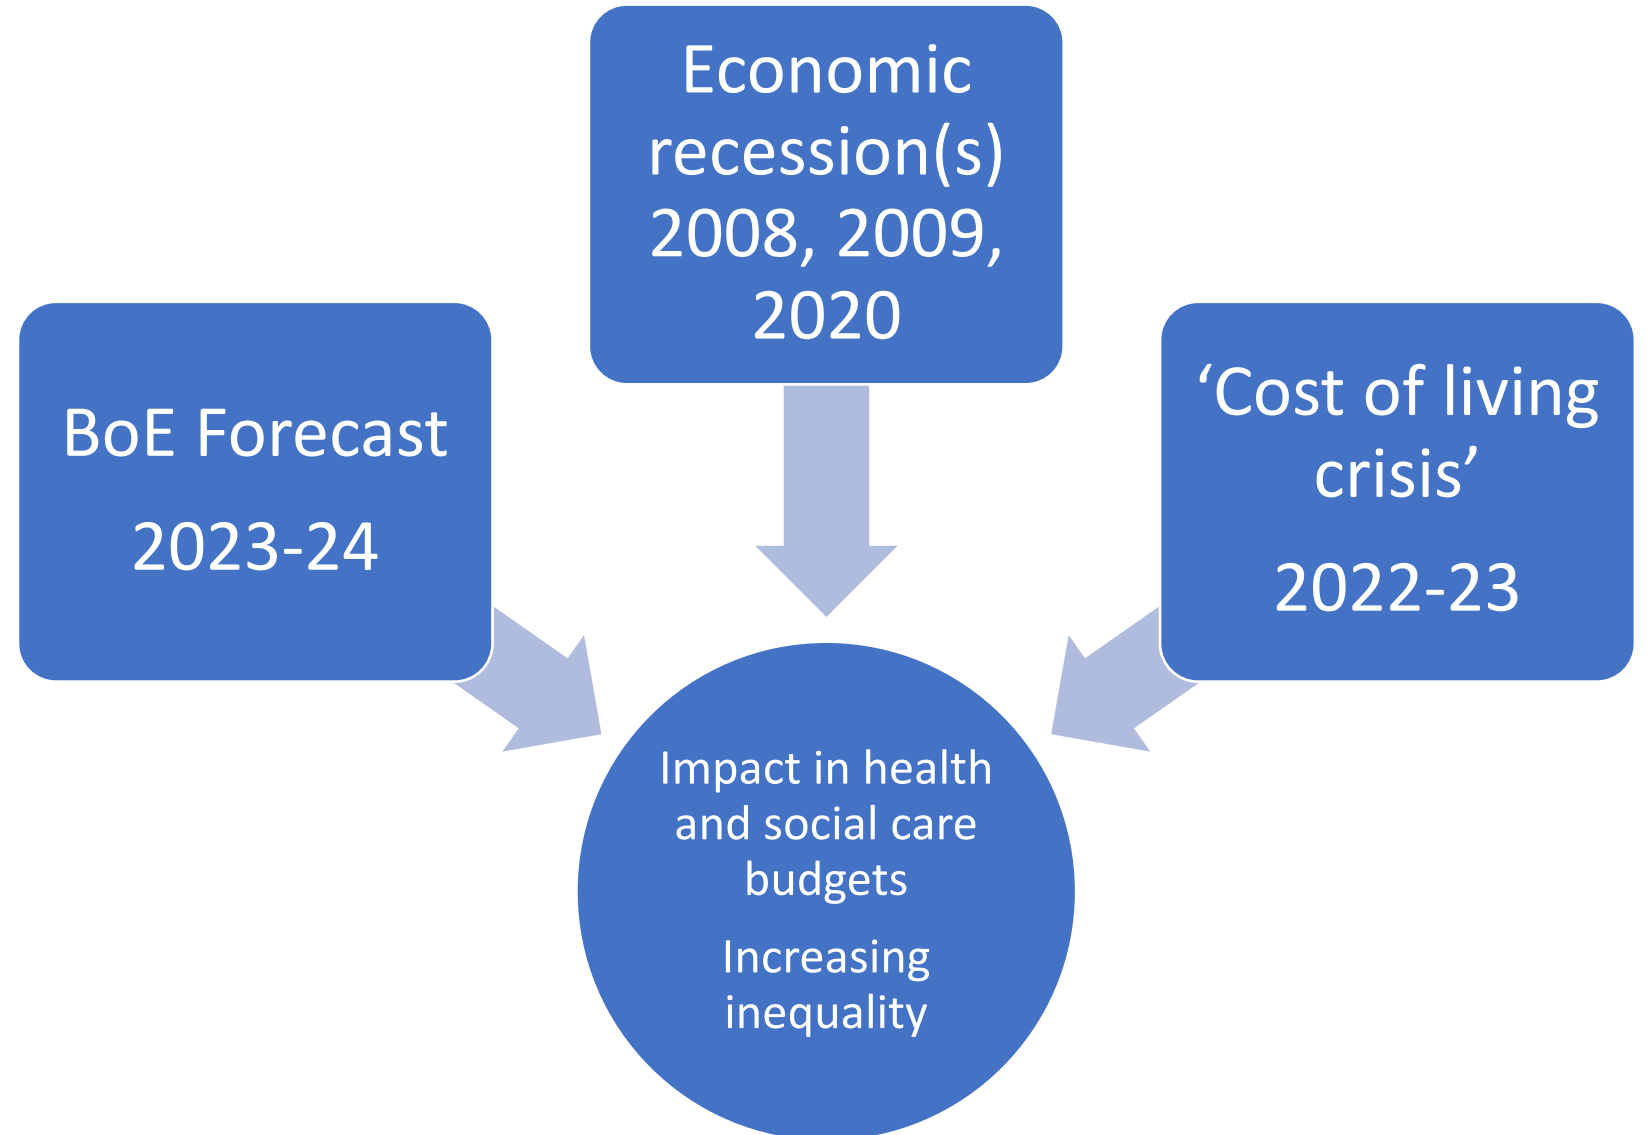 Economic
recession(s)
2008, 2009,
2020
BoE Forecast
2023-24
‘Cost of living
crisis’
2022-23
Impact in health
and social care
budgets
Increasing
inequality